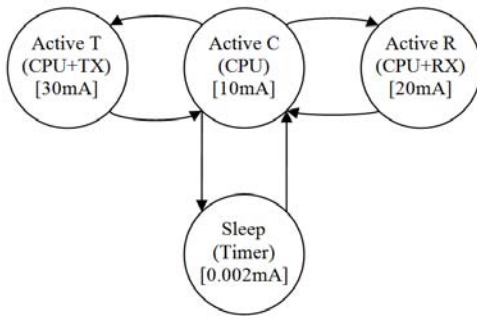 Active T
(CPU+TX)
[30mA]
Active C
(CPU)
[10mA]
Active R
(CPU+RX)
[20mA]
Sleep
(Timer)
[0.002mA]